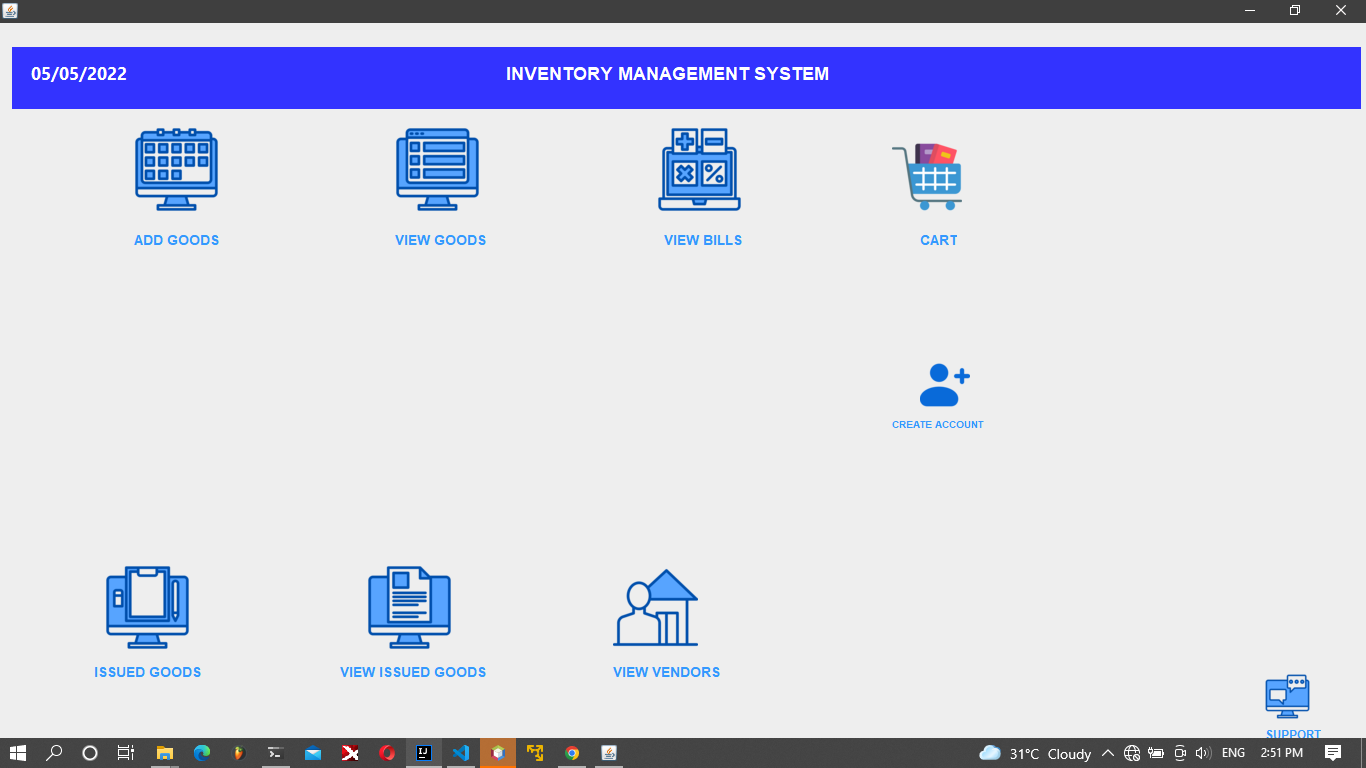 05/05/2022 INVENTORY MANAGEMENT SYSTEM
ADD GOODS VIEW GOODS VIEW BILLS CART
CREATE ACCOUNT
ISSUED GOODS VIEW ISSUED GOODS VIEW VENDORS
SUPPORT
IJ 31°C Cloudy ENG 2:51 PM